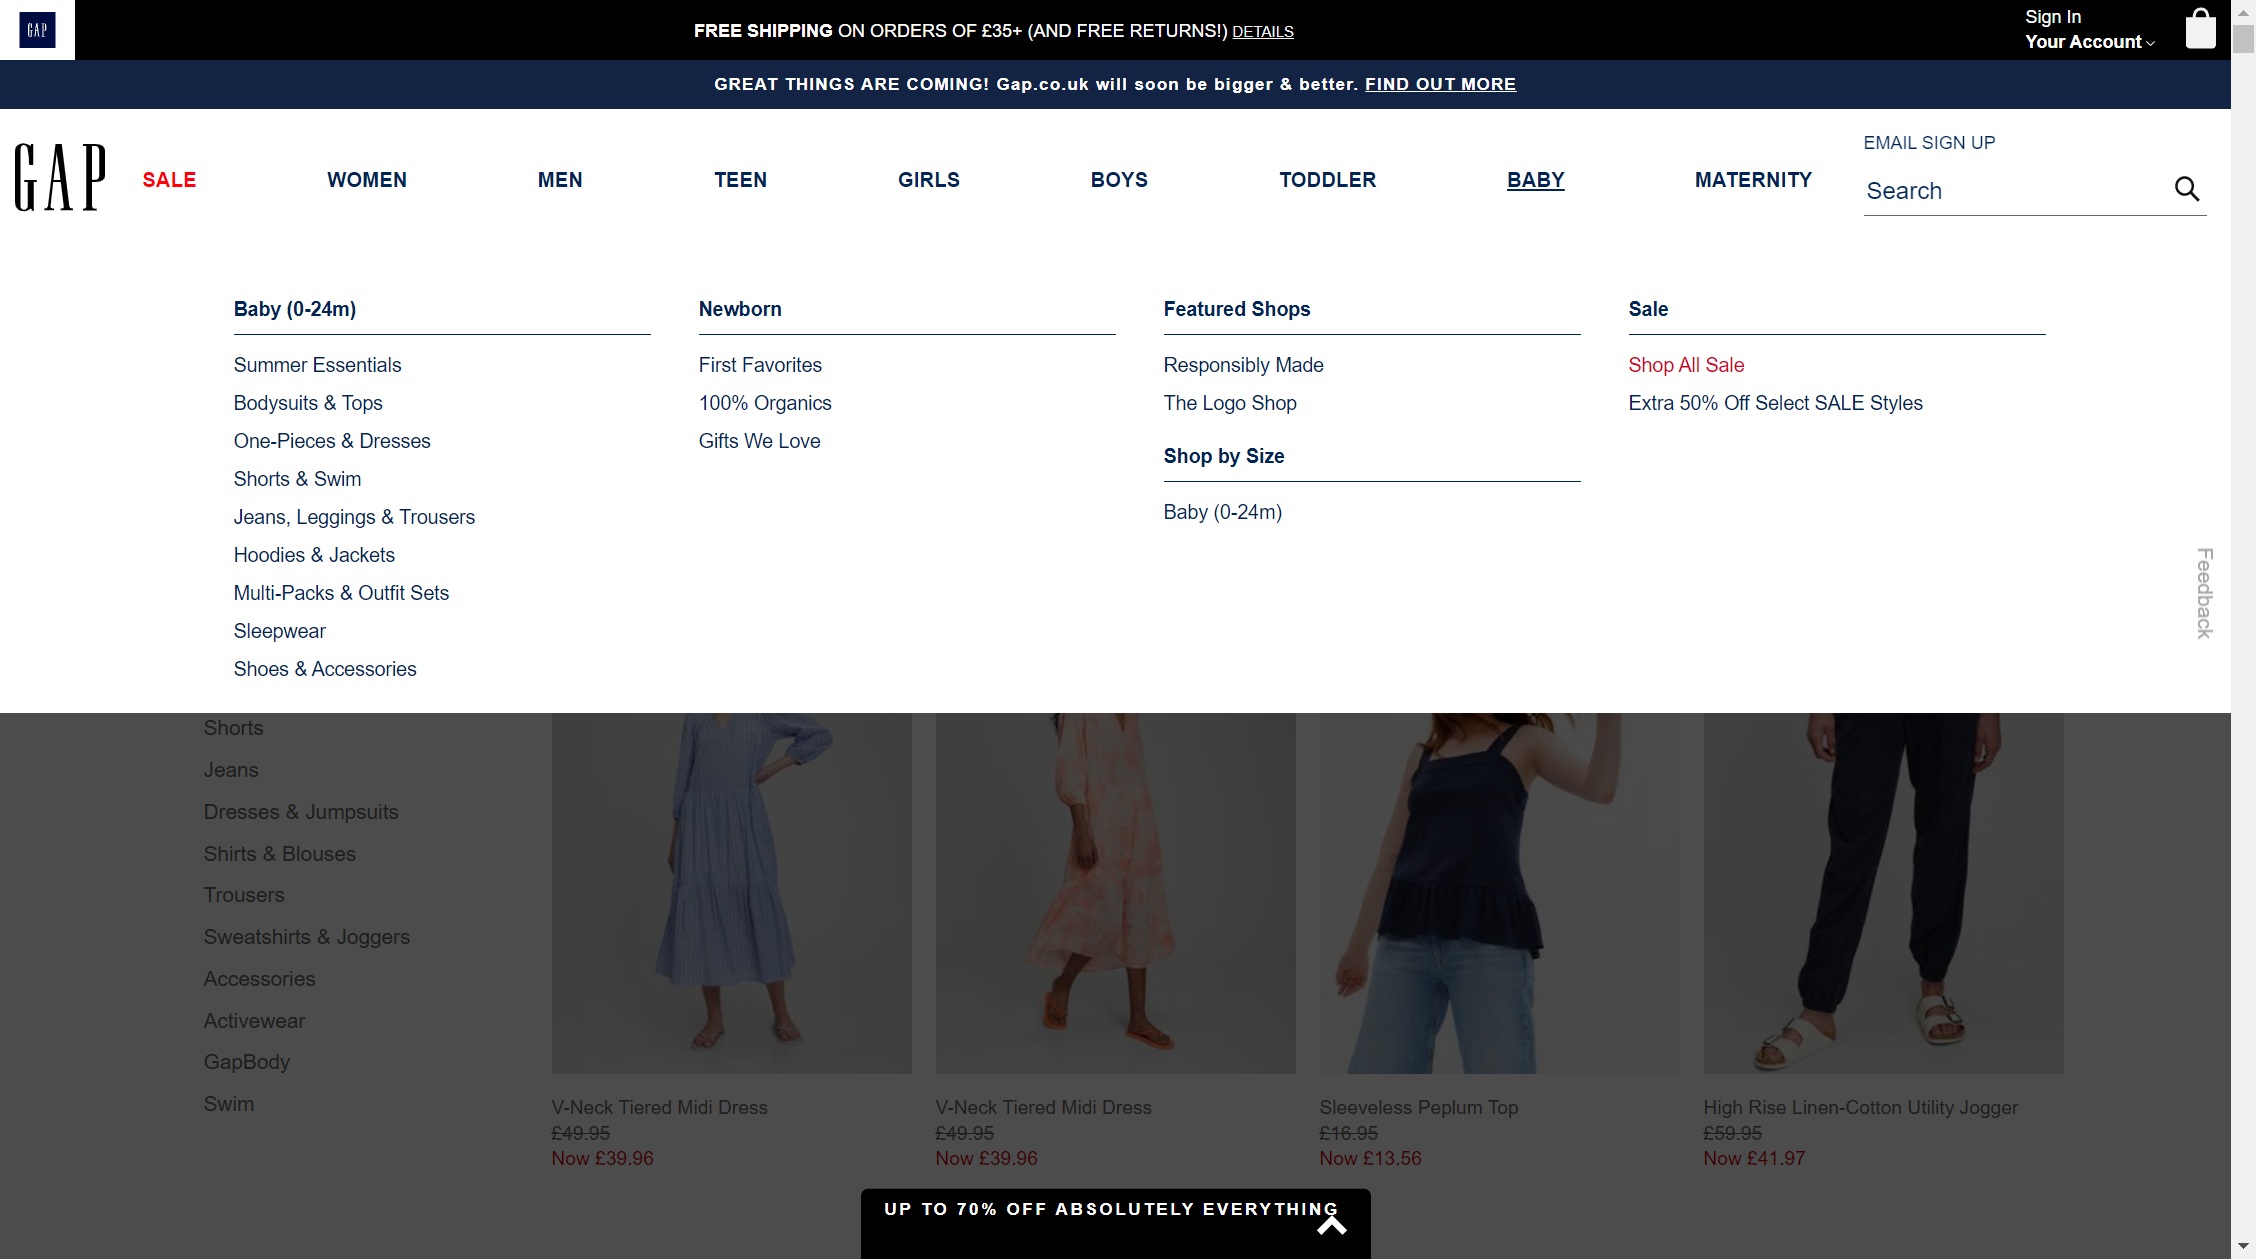 GAP
FREE SHIPPING ON ORDERS OF £35+ (AND FREE RETURNS!) DETAILS
Sign In
Your Account
GREAT THINGS ARE COMING! Gap.co.uk will soon be bigger & better. FIND OUT MORE
GAP
SALE
WOMEN
MEN
TEEN
GIRLS
BOYS
TODDLER
BABY
MATERNITY
EMAIL SIGN UP
Search
Baby (0-24m)
Summer Essentials
Bodysuits & Tops
One-Pieces & Dresses
Shorts & Swim
Jeans, Leggings & Trousers
Hoodies & Jackets
Multi-Packs & Outfit Sets
Sleepwear
Shoes & Accessories
Newborn
First Favorites
100% Organics
Gifts We Love
Featured Shops
Responsibly Made
The Logo Shop
Shop by Size
Baby (0-24m)
Sale
Shop All Sale
Extra 50% Off Select SALE Styles
Feedback
Shorts
Jeans
Dresses & Jumpsuits
Shirts & Blouses
Trousers
Sweatshirts & Joggers
Accessories
Activewear
GapBody
Swim
V-Neck Tiered Midi Dress
£49.95
Now £39.96
V-Neck Tiered Midi Dress
£49.95
Now £39.96
Sleeveless Peplum Top
£16.95
Now £13.56
High Rise Linen-Cotton Utility Jogger
£59.95
Now £41.97
UP TO 70% OFF ABSOLUTELY EVERYTHING